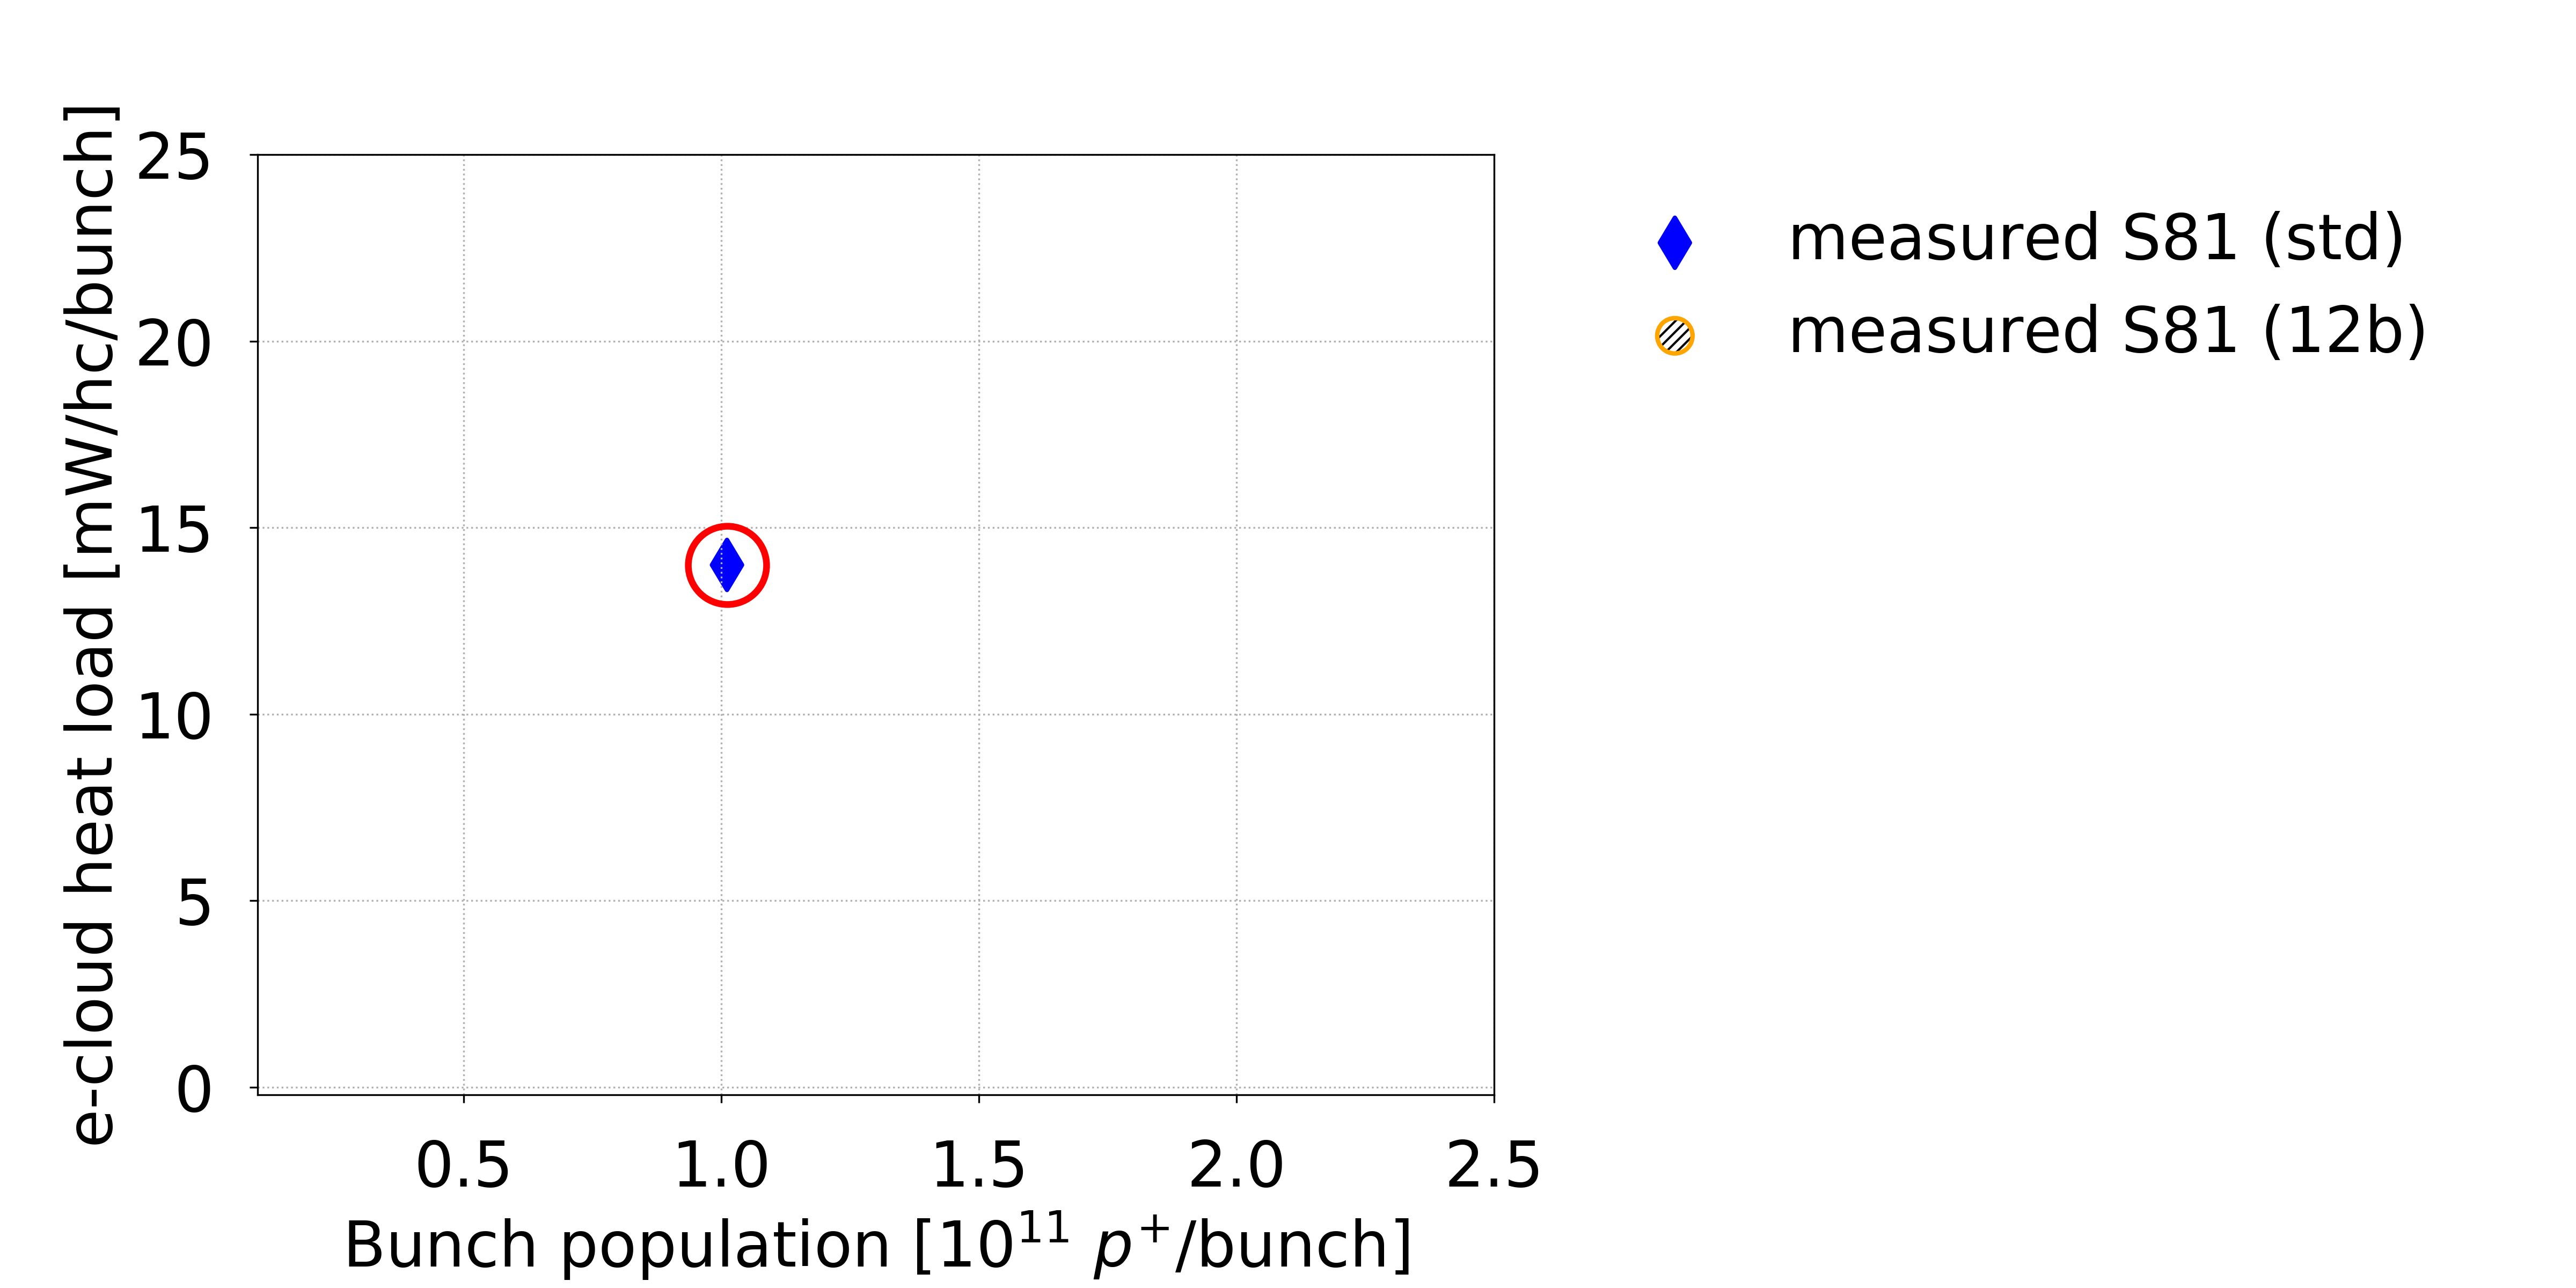 e-cloud heat load [mW/hc/bunch]
25
20
15
10
5
0
0.5 1.0 1.5 2.0 2.5
Bunch population [10¹¹ p⁺/bunch]
measured S81 (std)
measured S81 (12b)